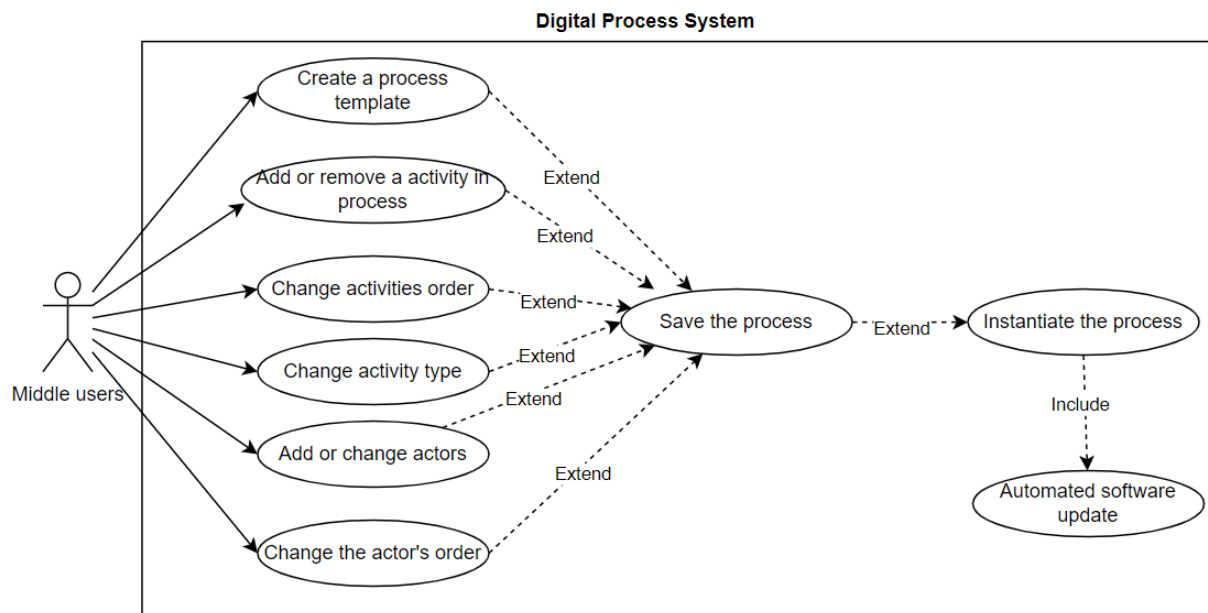 Digital Process System
Create a process
template
Extend
Add or remove a activity in
process
Extend
Change activities order
Extend
Save the process
Extend
Instantiate the process
Change activity type
Extend
Middle users
Extend
Include
Add or change actors
Extend
Automated software
update
Change the actor's order